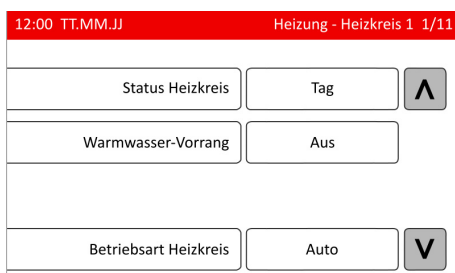 12:00 TT.MM.JJ Heizung - Heizkreis 1 1/11
Status Heizkreis Tag
Warmwasser-Vorrang Aus
Betriebsart Heizkreis Auto